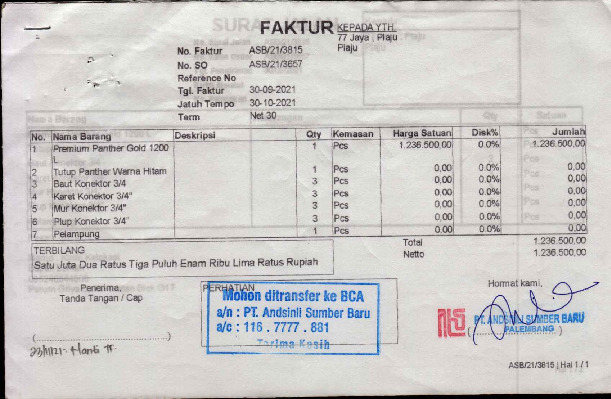 FAKTUR
KEPADA YTH.
77 Jaya , Plaju
Plaju
No. Faktur ASB/21/3815
No. SO ASB/21/3657
Reference No
Tgl. Faktur 30-09-2021
Jatuh Tempo 30-10-2021
Term Net 30
No. Nama Barang Deskripsi Qty Kemasan Harga Satuan Disk% Jumlah
1 Premium Panther Gold 1200 1 Pcs 1.236.500,00 0.0% 1.236.500,00
L
2 Tutup Panther Warna Hitam 1 Pcs 0,00 0.0% 0,00
3 Baut Konektor 3/4 3 Pcs 0,00 0.0% 0,00
4 Karet Konektor 3/4" 3 Pcs 0,00 0.0% 0,00
5 Mur Konektor 3/4" 3 Pcs 0,00 0.0% 0,00
6 Plup Konektor 3/4" 3 Pcs 0,00 0.0% 0,00
7 Pelampung 1 Pcs 0,00 0.0% 0,00
Total 1.236.500,00
Netto 1.236.500,00
TERBILANG
Satu Juta Dua Ratus Tiga Puluh Enam Ribu Lima Ratus Rupiah
Penerima,
Tanda Tangan / Cap
PERHATIAN
Mohon ditransfer ke BCA
a/n : PT. Andsinli Sumber Baru
a/c : 116 . 7777 . 881
Terima Kasih
Hormat kami,
PT. ANDSINLI SUMBER BARU
PALEMBANG
ASB/21/3815 | Hal 1 / 1